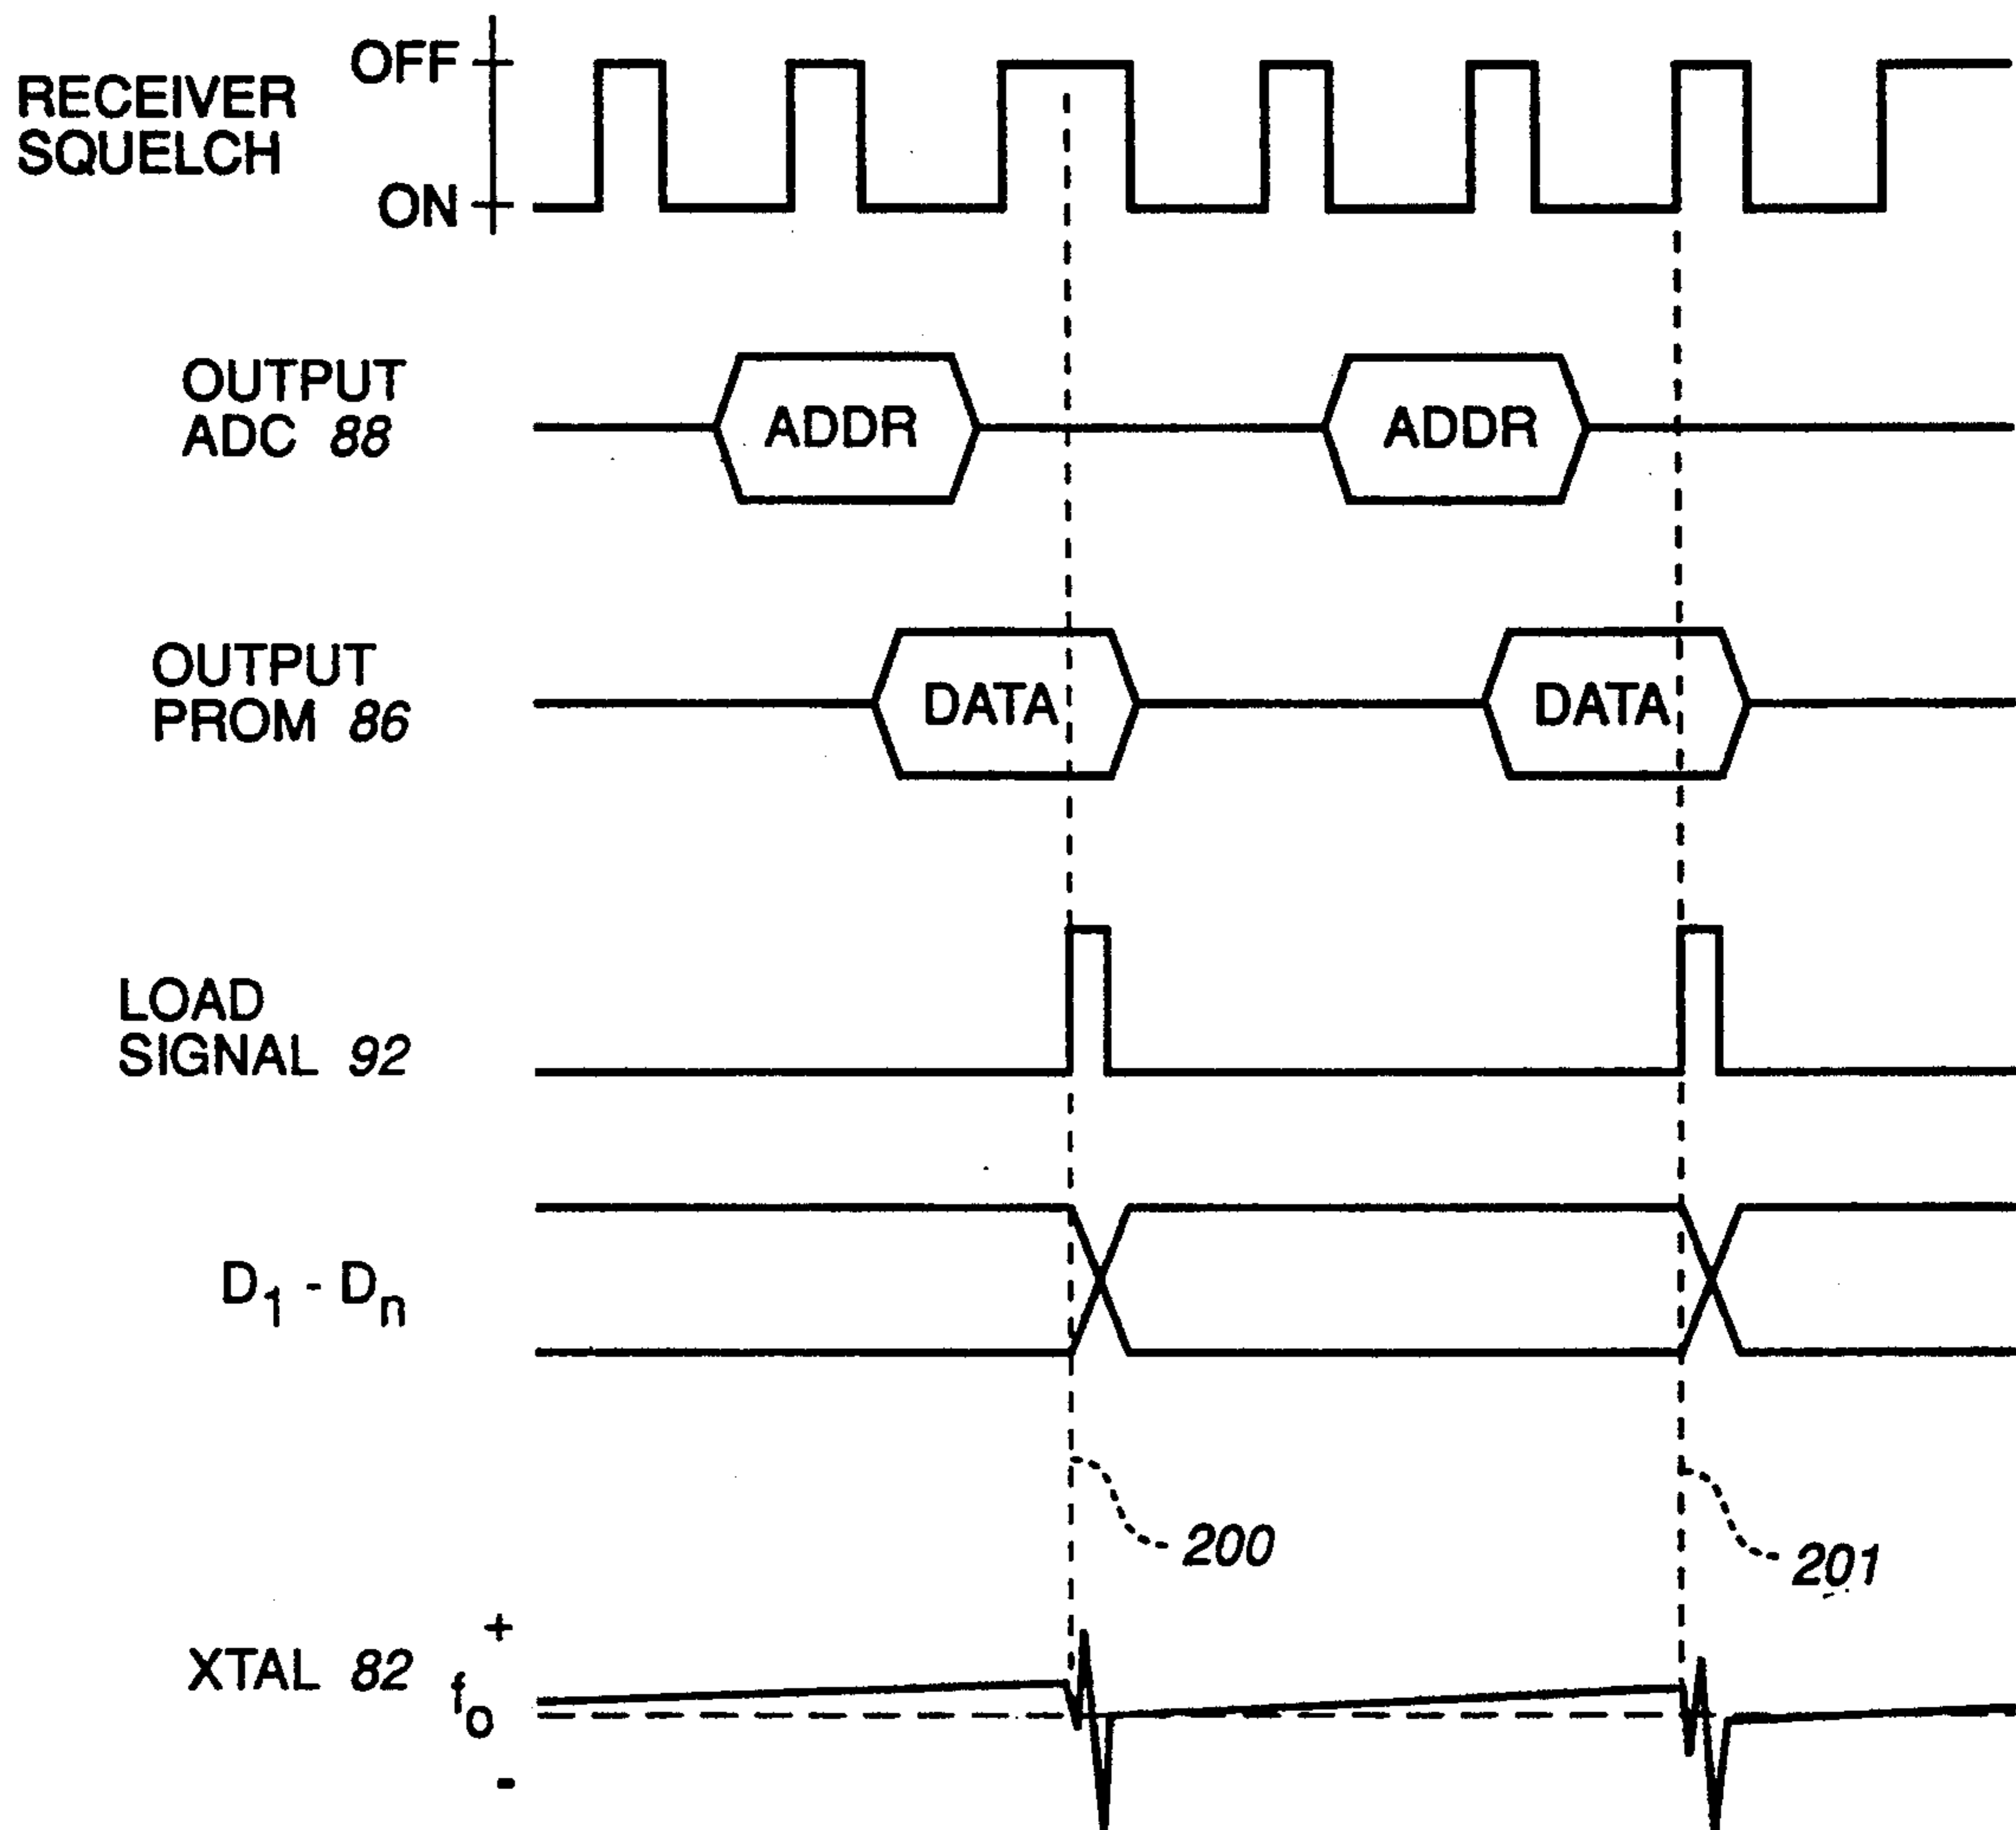 OFF
RECEIVER
SQUELCH
ON
OUTPUT
ADC 88
ADDR
ADDR
OUTPUT
PROM 86
DATA
DATA
LOAD
SIGNAL 92
D1 - Dn
200
201
+
XTAL 82
fo
-